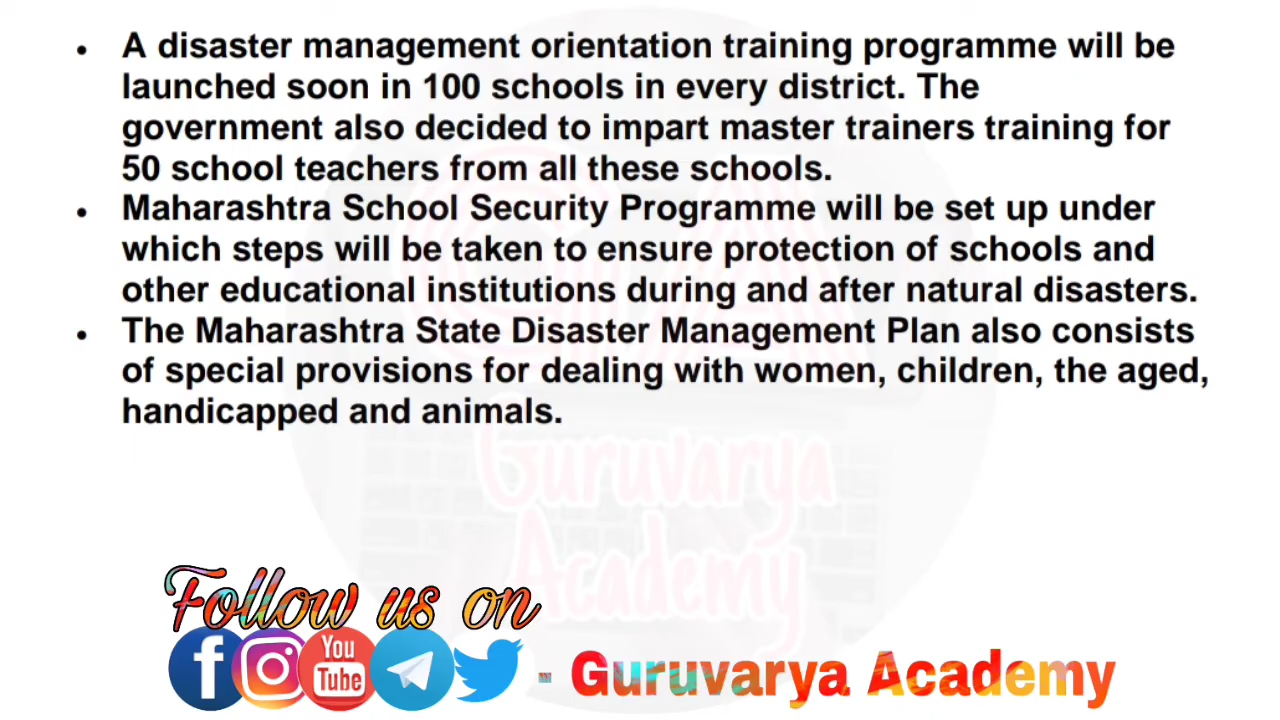 • A disaster management orientation training programme will be
launched soon in 100 schools in every district. The
government also decided to impart master trainers training for
50 school teachers from all these schools.
• Maharashtra School Security Programme will be set up under
which steps will be taken to ensure protection of schools and
other educational institutions during and after natural disasters.
• The Maharashtra State Disaster Management Plan also consists
of special provisions for dealing with women, children, the aged,
handicapped and animals.
GA
Guruvarya
Academy
Follow us on
f You Tube - Guruvarya Academy